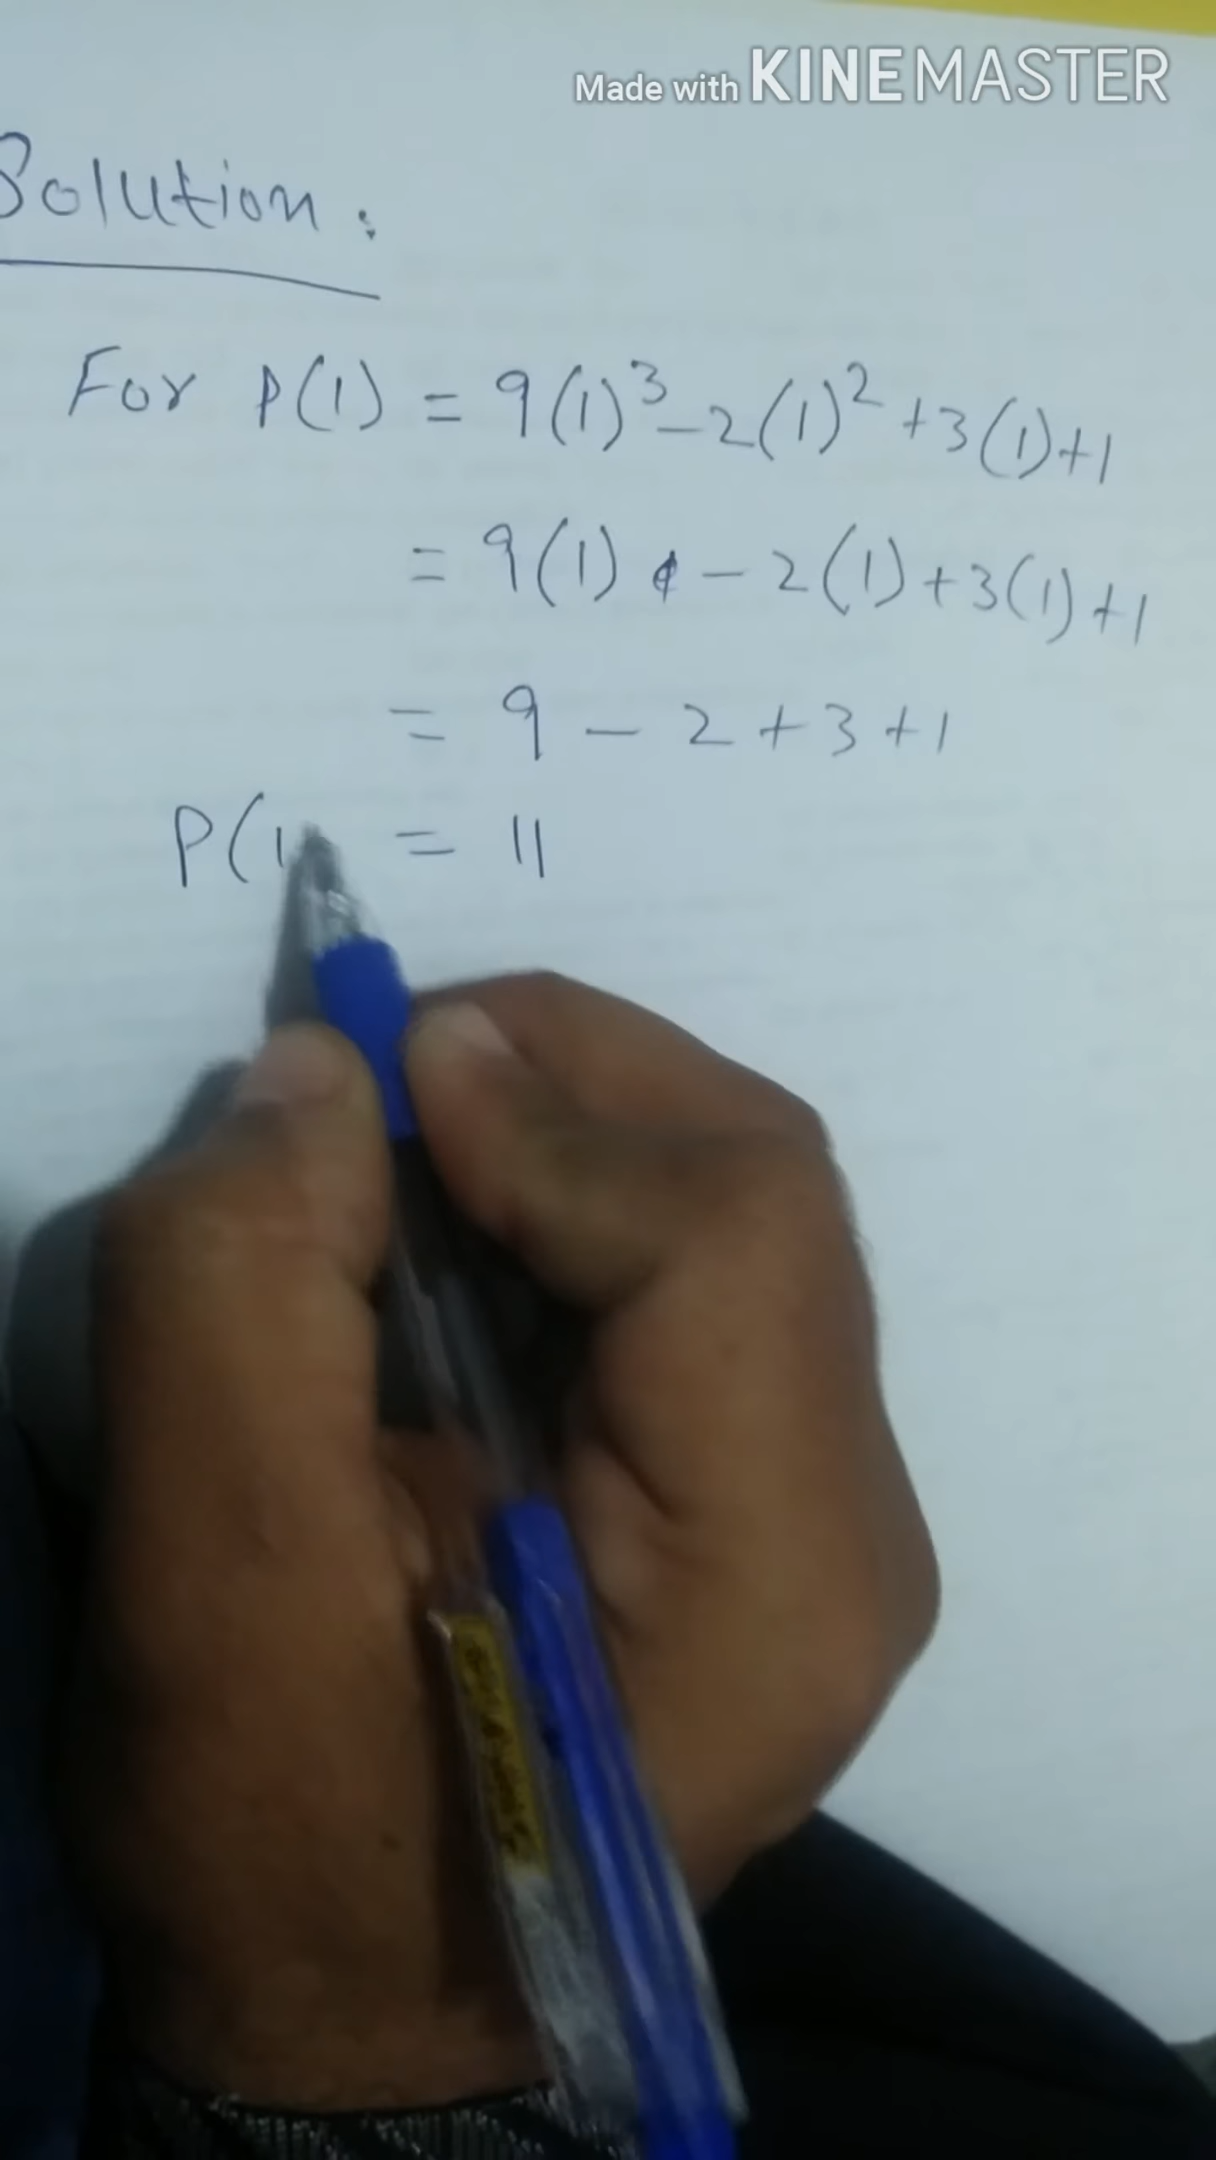 Made with KINEMASTER
Solution:
For P(1) = 9(1)³-2(1)²+3(1)+1
= 9(1) - 2(1)+3(1)+1
= 9 - 2+3+1
P(1 = 11